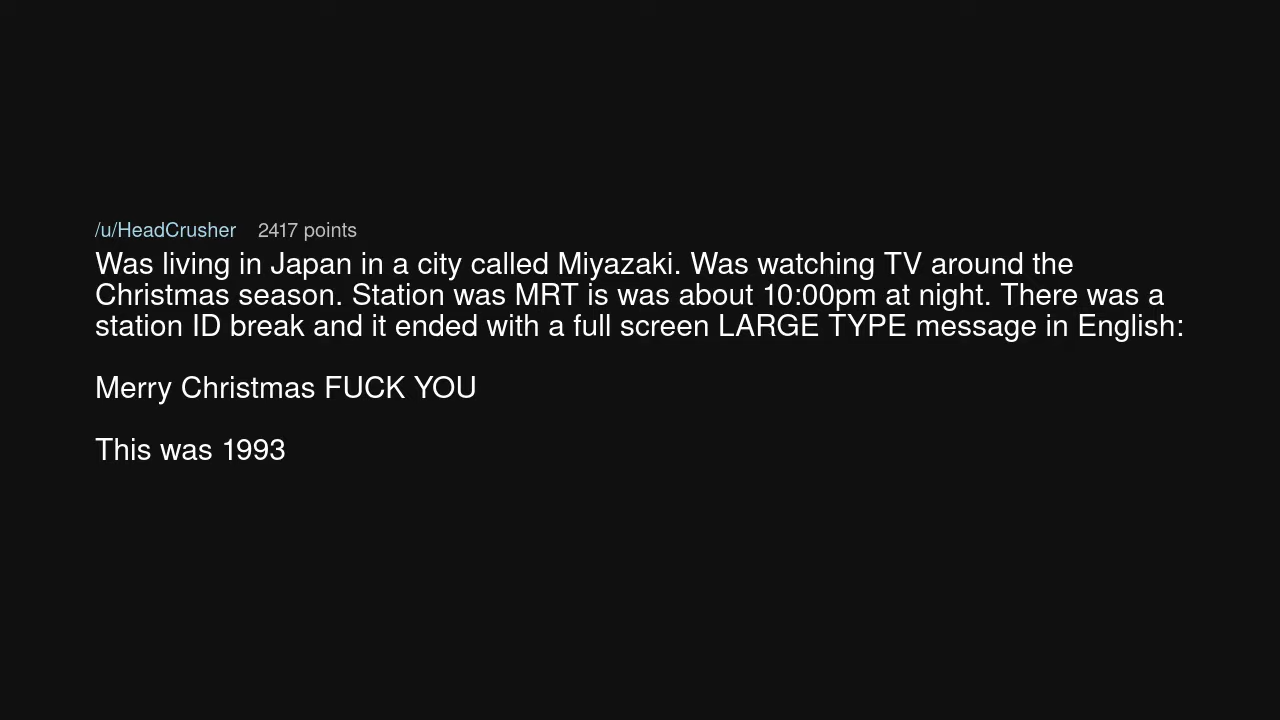 /u/HeadCrusher 2417 points
Was living in Japan in a city called Miyazaki. Was watching TV around the
Christmas season. Station was MRT is was about 10:00pm at night. There was a
station ID break and it ended with a full screen LARGE TYPE message in English:
Merry Christmas FUCK YOU
This was 1993